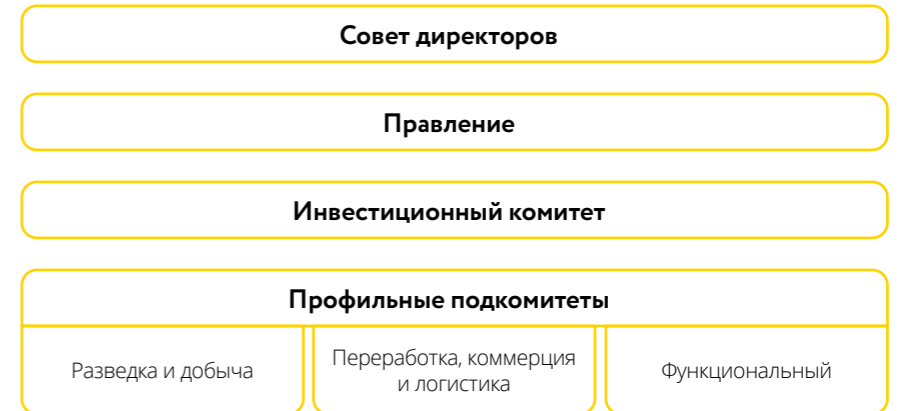 Совет директоров
Правление
Инвестиционный комитет
Профильные подкомитеты
Разведка и добыча
Переработка, коммерция
и логистика
Функциональный